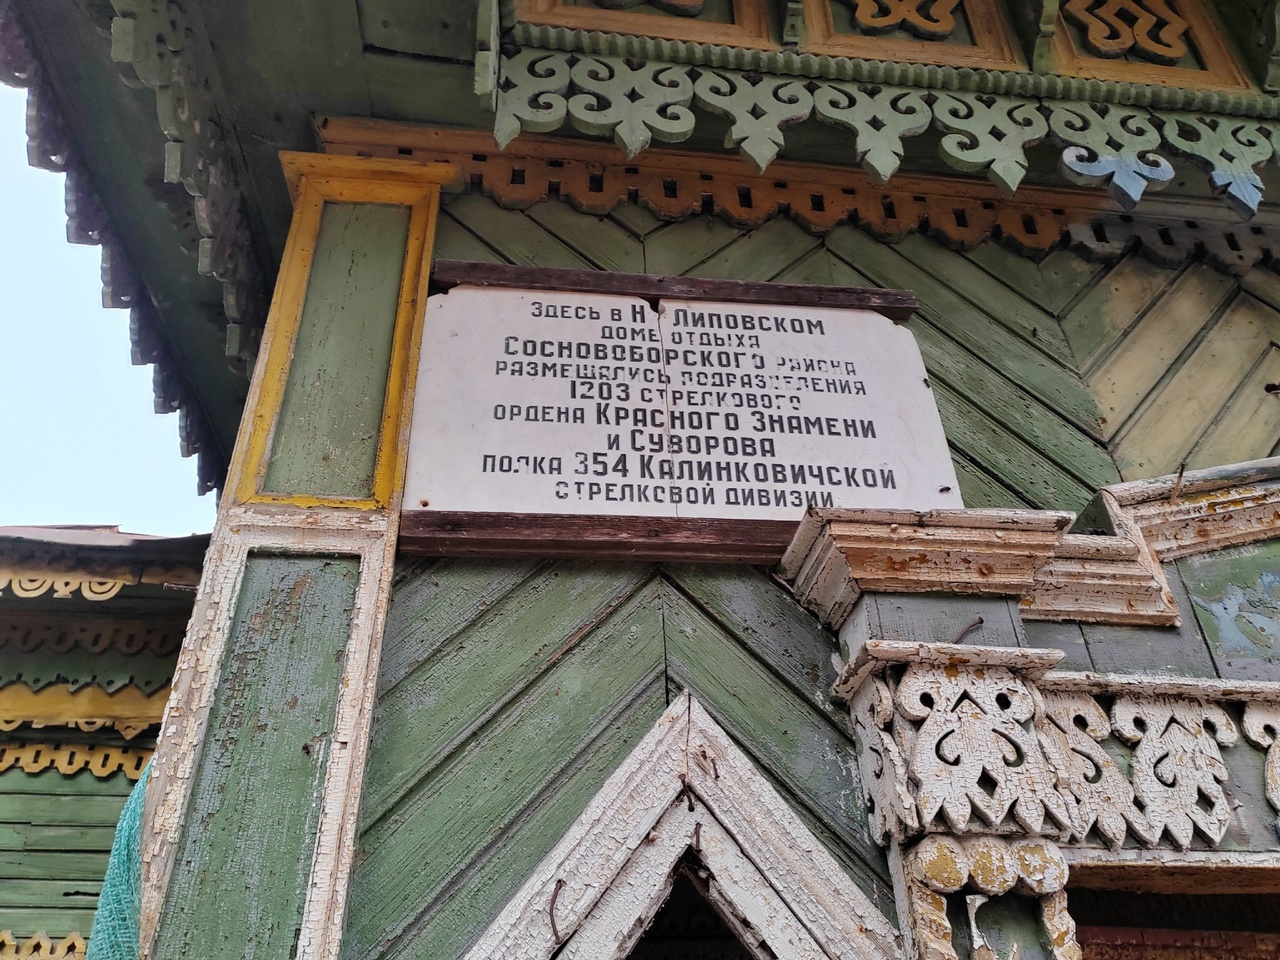 Здесь в Н. Липовском
доме отдыха
Сосновоборского района
размещались подразделения
1203 стрелкового
ордена Красного Знамени
и Суворова
полка 354 Калинковичской
стрелковой дивизии